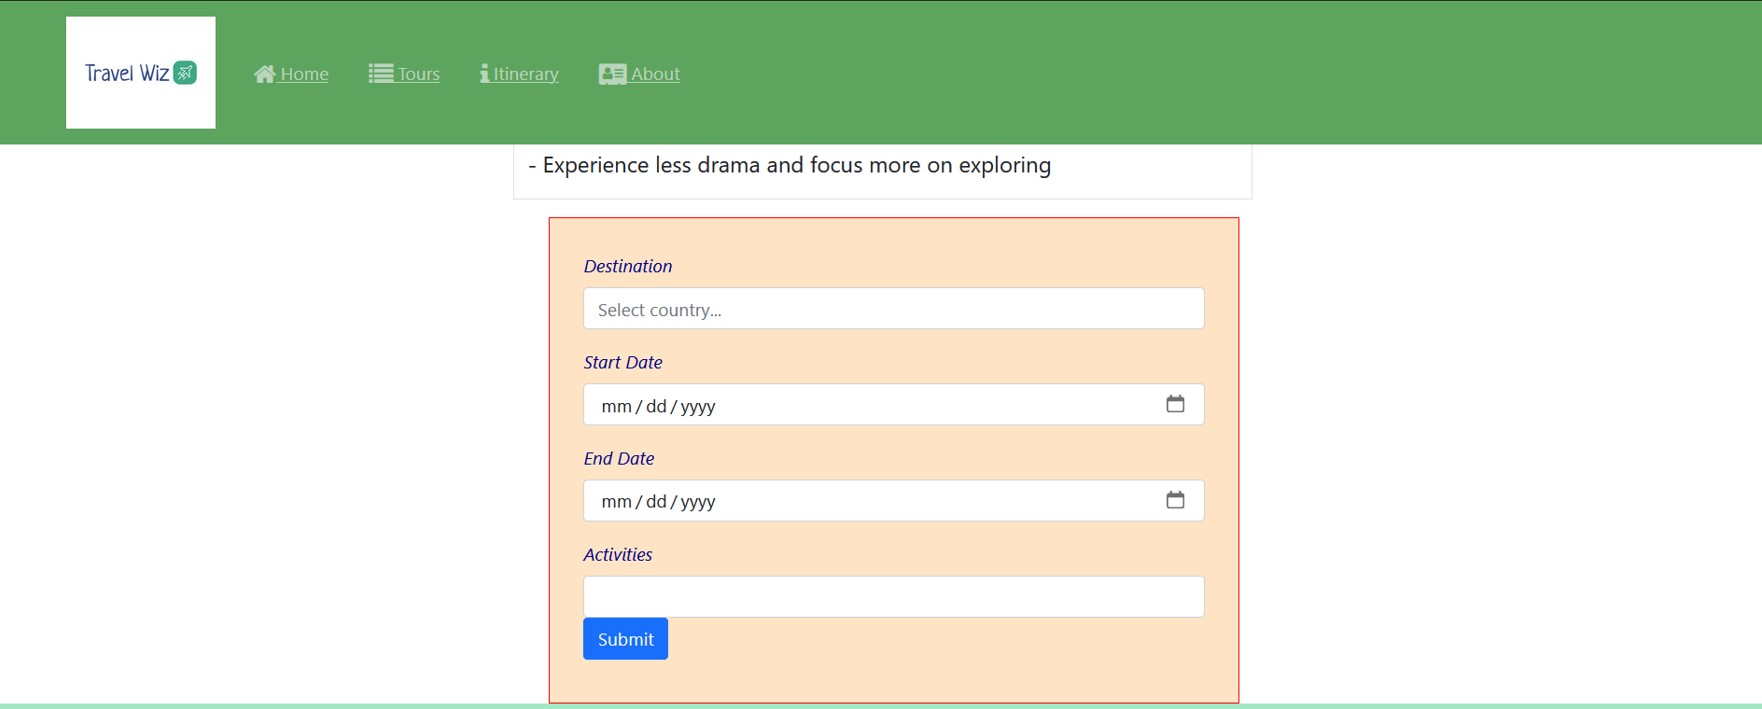 Travel Wiz
Home Tours Itinerary About
- Experience less drama and focus more on exploring
Destination
Select country...
Start Date
mm/dd/yyyy
End Date
mm/dd/yyyy
Activities
Submit